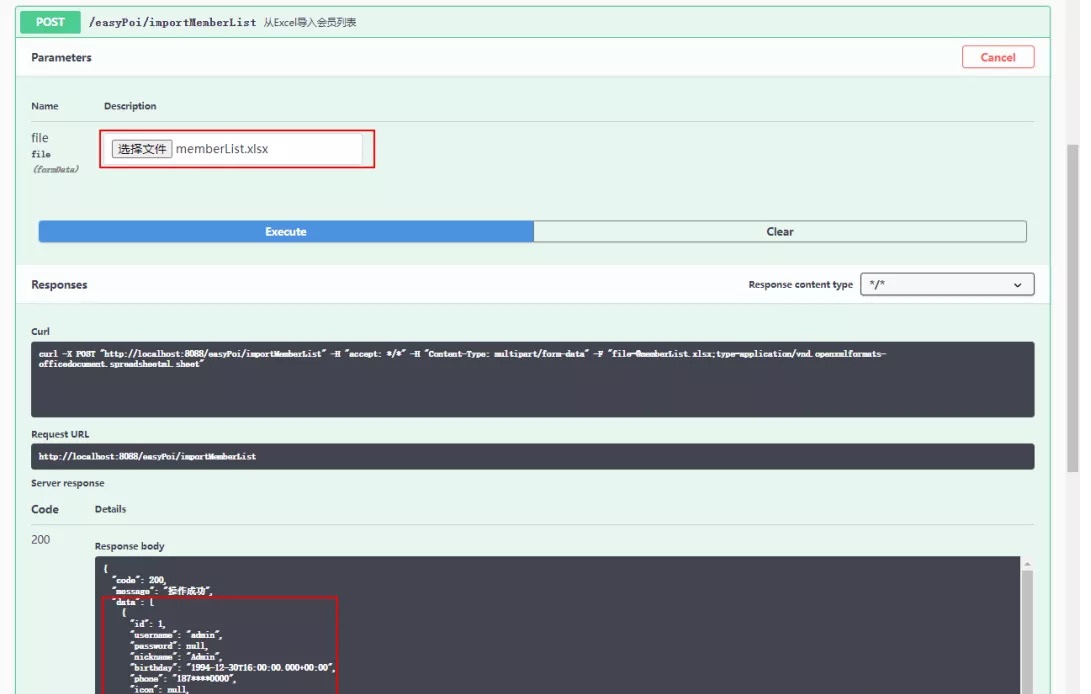 POST /easyPoi/importMemberList 从Excel导入会员列表
Parameters Cancel
Name Description
file 选择文件 memberList.xlsx
file
(formData)
Execute Clear
Responses Response content type */*
Curl
curl -X POST "http://localhost:8088/easyPoi/importMemberList" -H "accept: */*" -H "Content-Type: multipart/form-data" -F "file=@memberList.xlsx;type=application/vnd.openxmlformats-
officedocument.spreadsheetml.sheet"
Request URL
http://localhost:8088/easyPoi/importMemberList
Server response
Code Details
200
Response body
{
"code": 200,
"message": "操作成功",
"data": [
{
"id": 1,
"username": "admin",
"password": null,
"nickname": "Admin",
"birthday": "1994-12-30T16:00:00.000+00:00",
"phone": "187****0000",
"icon": null,